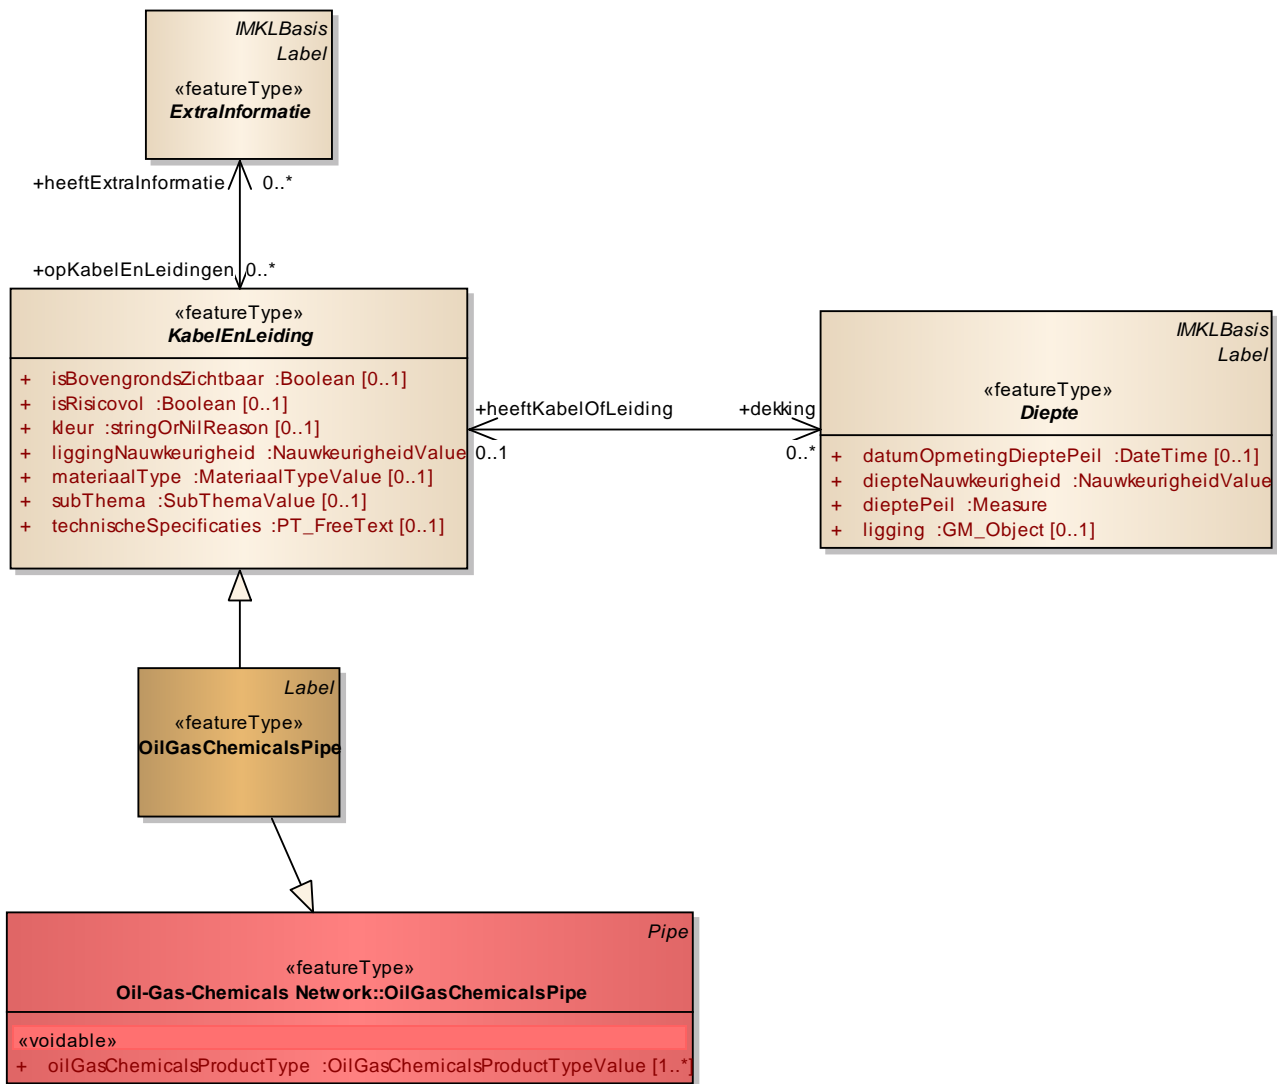 IMKLBasis
Label
«featureType»
ExtraInformatie
+heeftExtraInformatie 0..*
+opKabelEnLeidingen 0..*
«featureType»
KabelEnLeiding
+ isBovengrondsZichtbaar :Boolean [0..1]
+ isRisicovol :Boolean [0..1]
+ kleur :stringOrNilReason [0..1]
+ liggingNauwkeurigheid :NauwkeurigheidValue
+ materiaalType :MateriaalTypeValue [0..1]
+ subThema :SubThemaValue [0..1]
+ technischeSpecificaties :PT_FreeText [0..1]
+heeftKabelOfLeiding +dekking
0..1 0..*
IMKLBasis
Label
«featureType»
Diepte
+ datumOpmetingDieptePeil :DateTime [0..1]
+ diepteNauwkeurigheid :NauwkeurigheidValue
+ dieptePeil :Measure
+ ligging :GM_Object [0..1]
Label
«featureType»
OilGasChemicalsPipe
Pipe
«featureType»
Oil-Gas-Chemicals Network::OilGasChemicalsPipe
«voidable»
+ oilGasChemicalsProductType :OilGasChemicalsProductTypeValue [1..*]